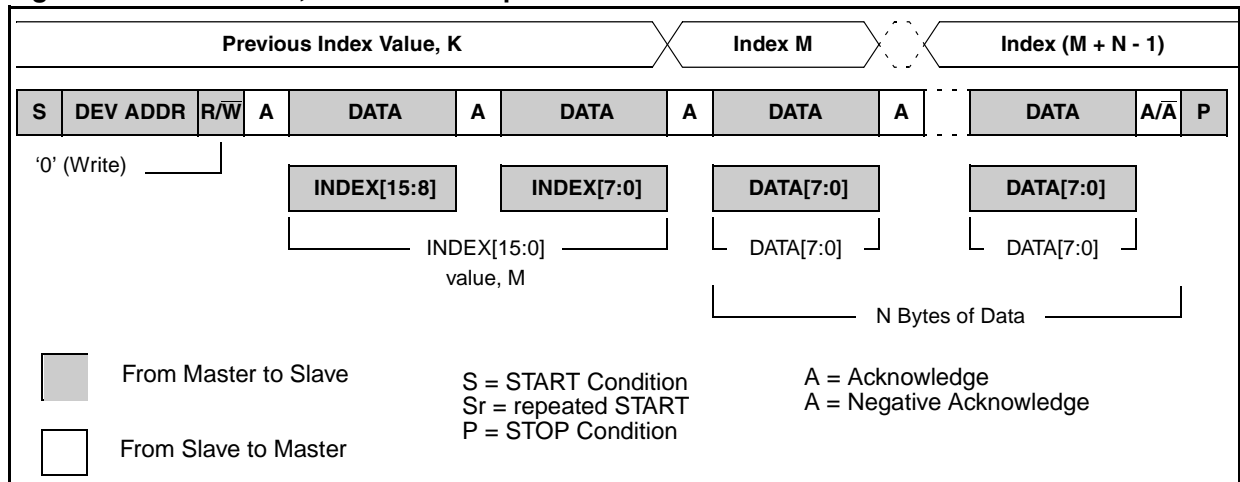 Previous Index Value, K Index M Index (M + N - 1)
S DEV ADDR R/W̅ A DATA A DATA A DATA A DATA A/A̅ P
‘0’ (Write)
INDEX[15:8] INDEX[7:0] DATA[7:0] DATA[7:0]
INDEX[15:0] DATA[7:0] DATA[7:0]
value, M
N Bytes of Data
From Master to Slave
S = START Condition A = Acknowledge
Sr = repeated START A = Negative Acknowledge
P = STOP Condition
From Slave to Master